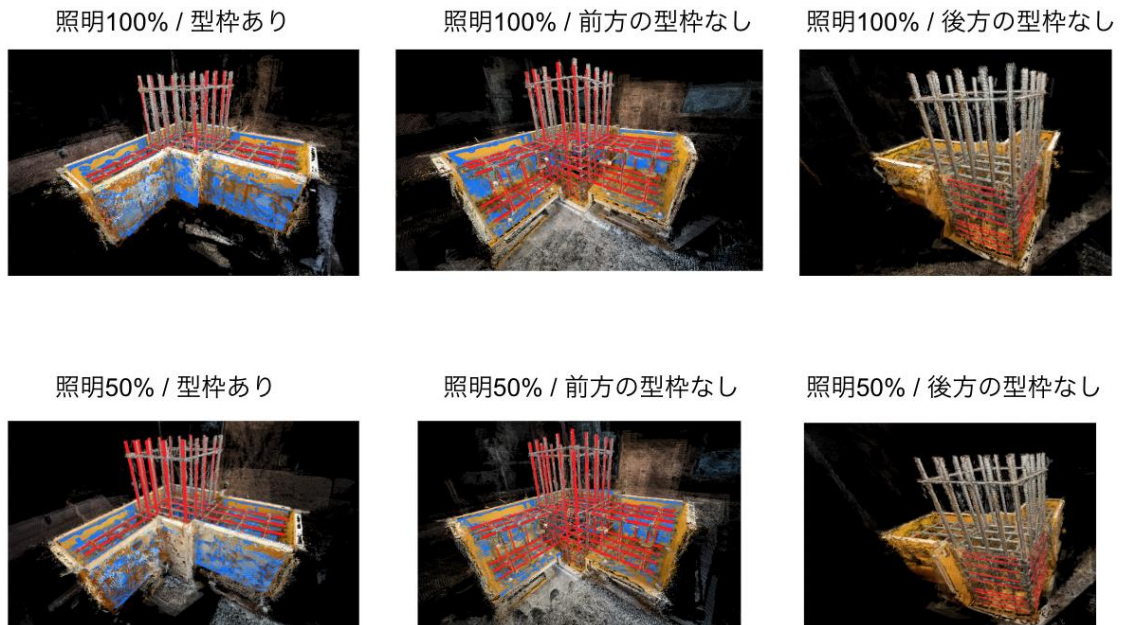 照明100% / 型枠あり
照明100% / 前方の型枠なし
照明100% / 後方の型枠なし
照明50% / 型枠あり
照明50% / 前方の型枠なし
照明50% / 後方の型枠なし